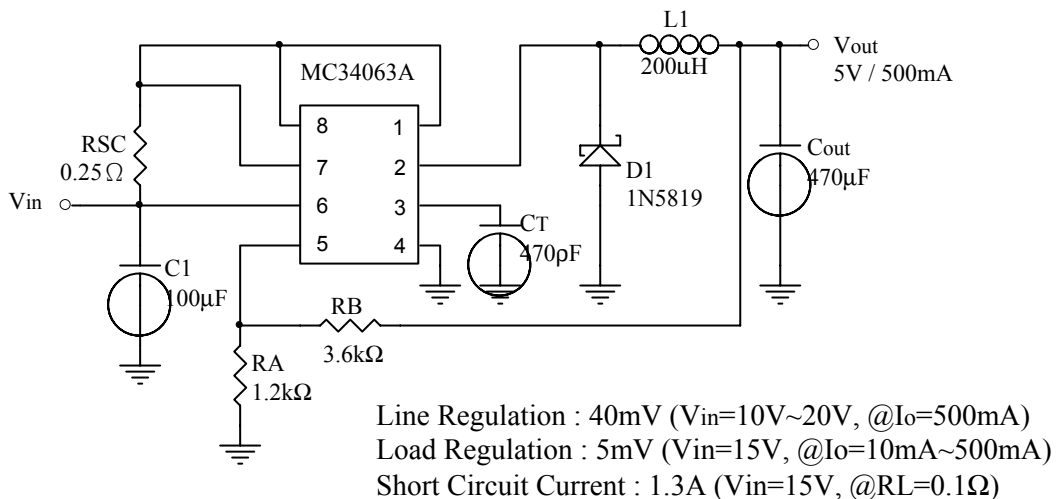 L1
200µH
Vout
5V / 500mA
MC34063A
8
1
7
2
6
3
5
4
RSC
0.25Ω
Vin
C1
100µF
CT
470ρF
D1
1N5819
Cout
470µF
RB
3.6kΩ
RA
1.2kΩ
Line Regulation : 40mV (Vin=10V~20V, @Io=500mA)
Load Regulation : 5mV (Vin=15V, @Io=10mA~500mA)
Short Circuit Current : 1.3A (Vin=15V, @RL=0.1Ω)